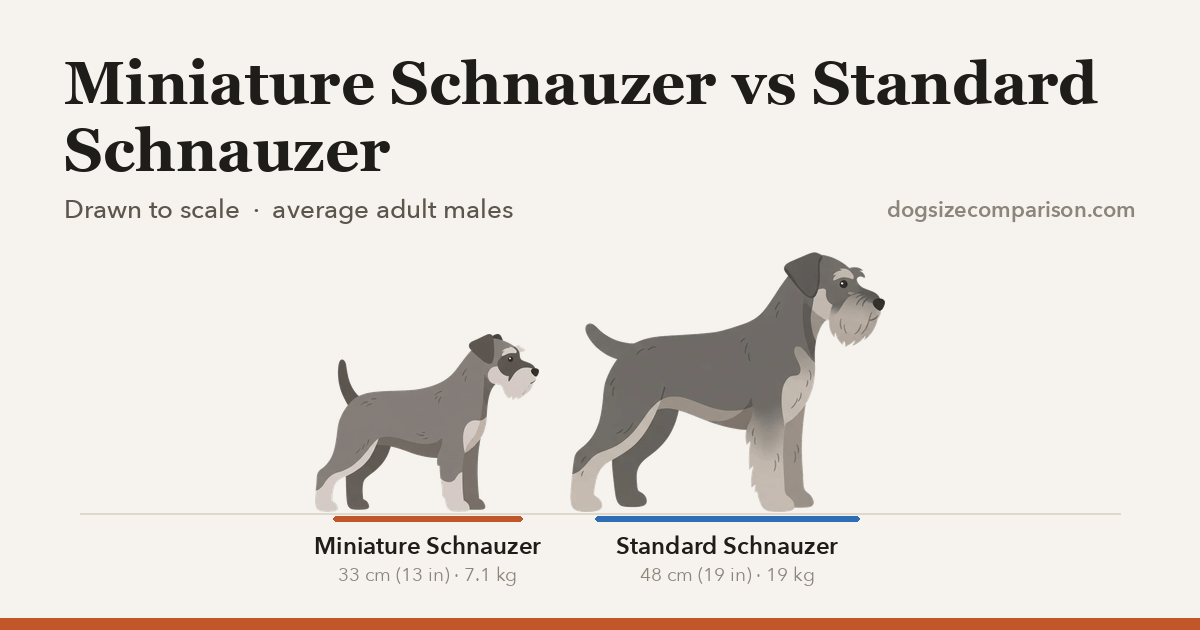 Miniature Schnauzer vs Standard
Schnauzer
Drawn to scale · average adult males
dogsizecomparison.com
Miniature Schnauzer
33 cm (13 in) · 7.1 kg
Standard Schnauzer
48 cm (19 in) · 19 kg